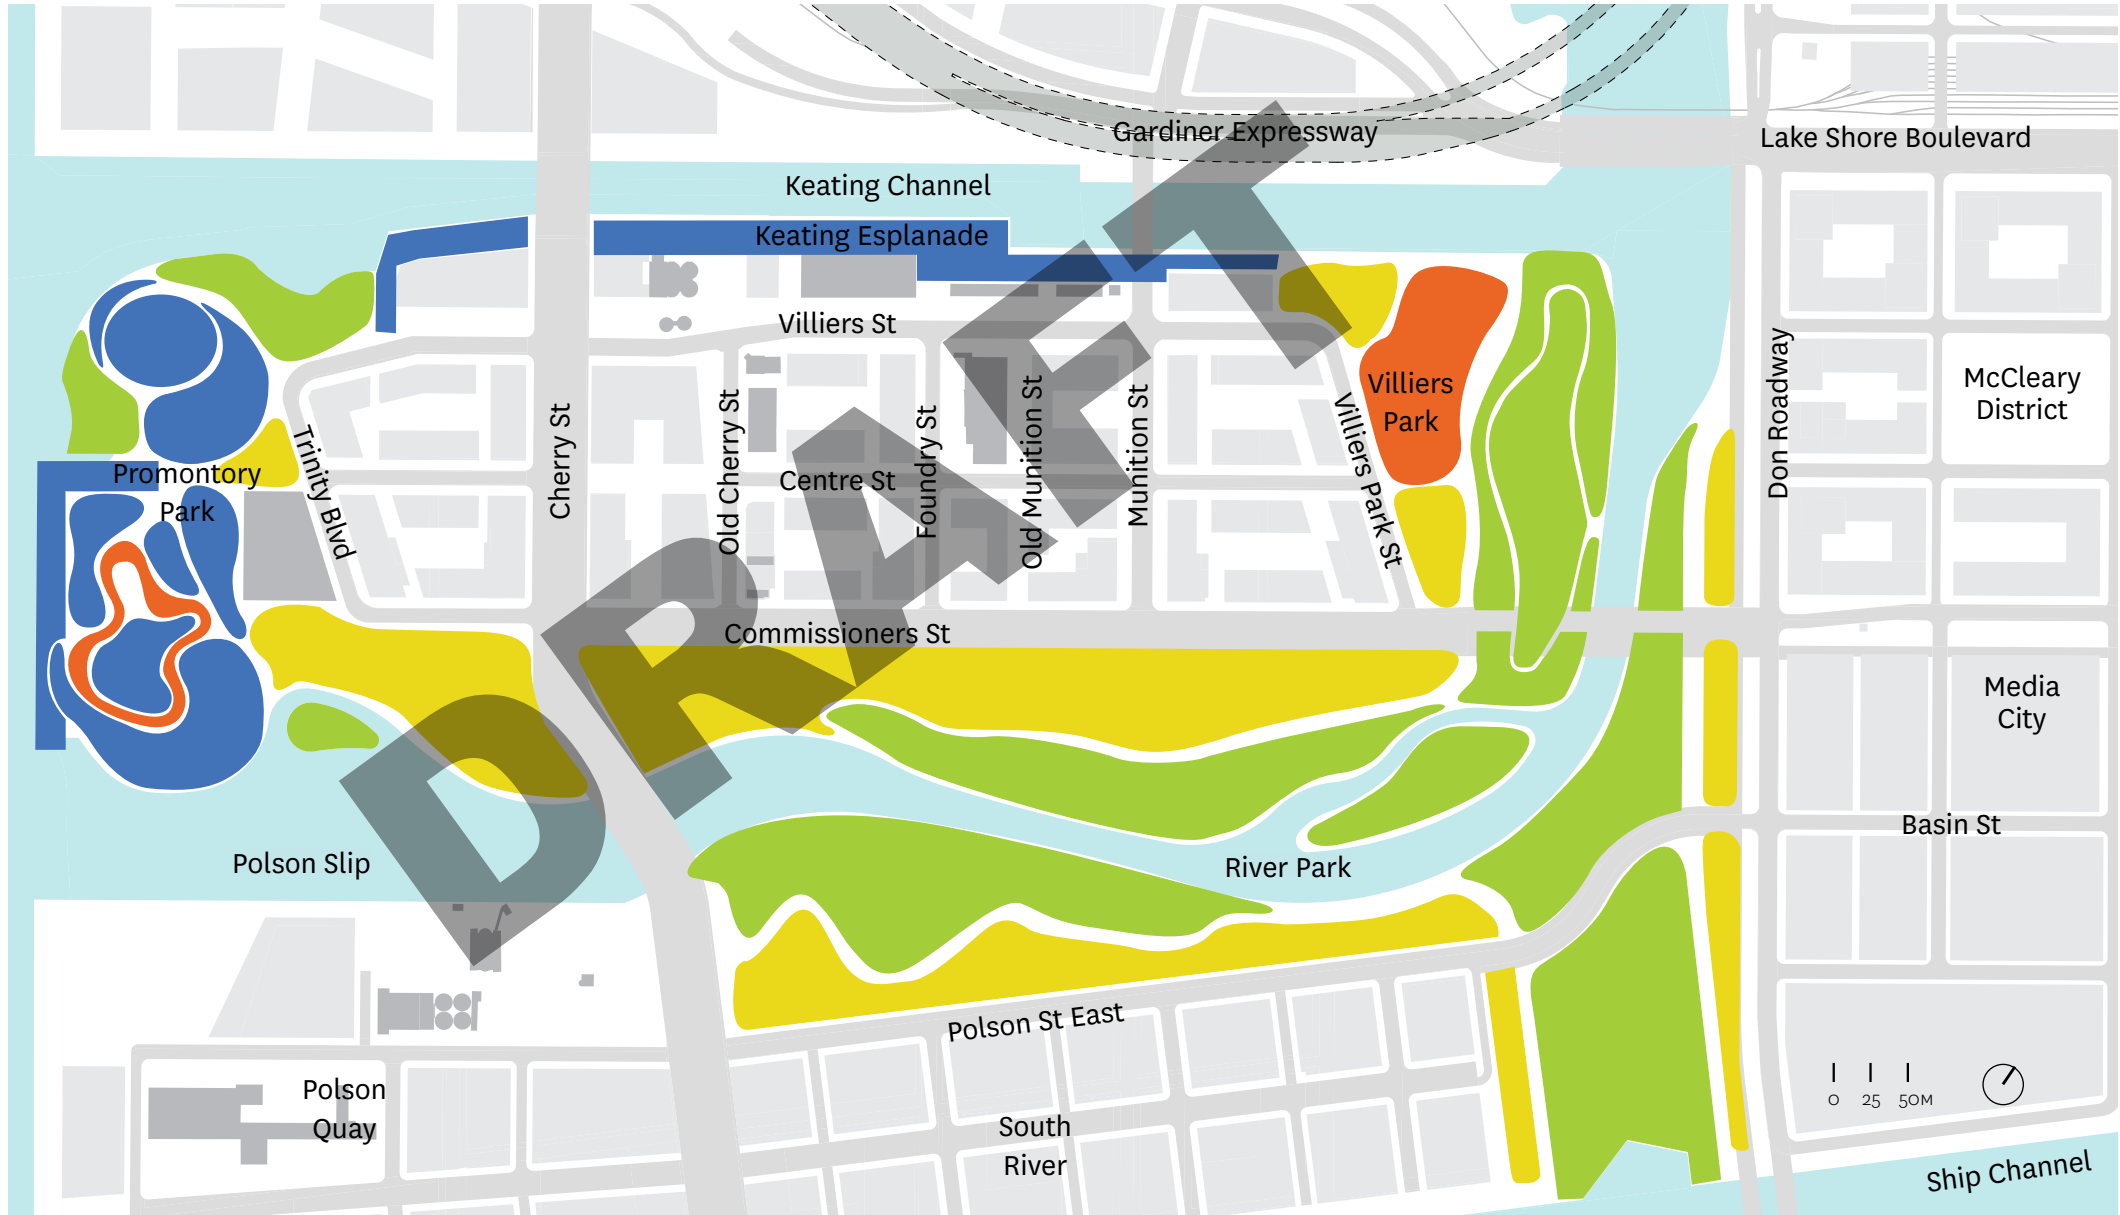 Gardiner Expressway
Lake Shore Boulevard
Keating Channel
Keating Esplanade
Villiers St
Villiers
Park
Don Roadway
McCleary
District
Cherry St
Old Cherry St
Foundry St
Old Munition St
Munition St
Villiers Park St
Trinity Blvd
Promontory
Park
Centre St
Commissioners St
Media
City
Basin St
River Park
Polson Slip
Polson St East
Polson
Quay
South
River
0 25 50M
Ship Channel
DRAFT